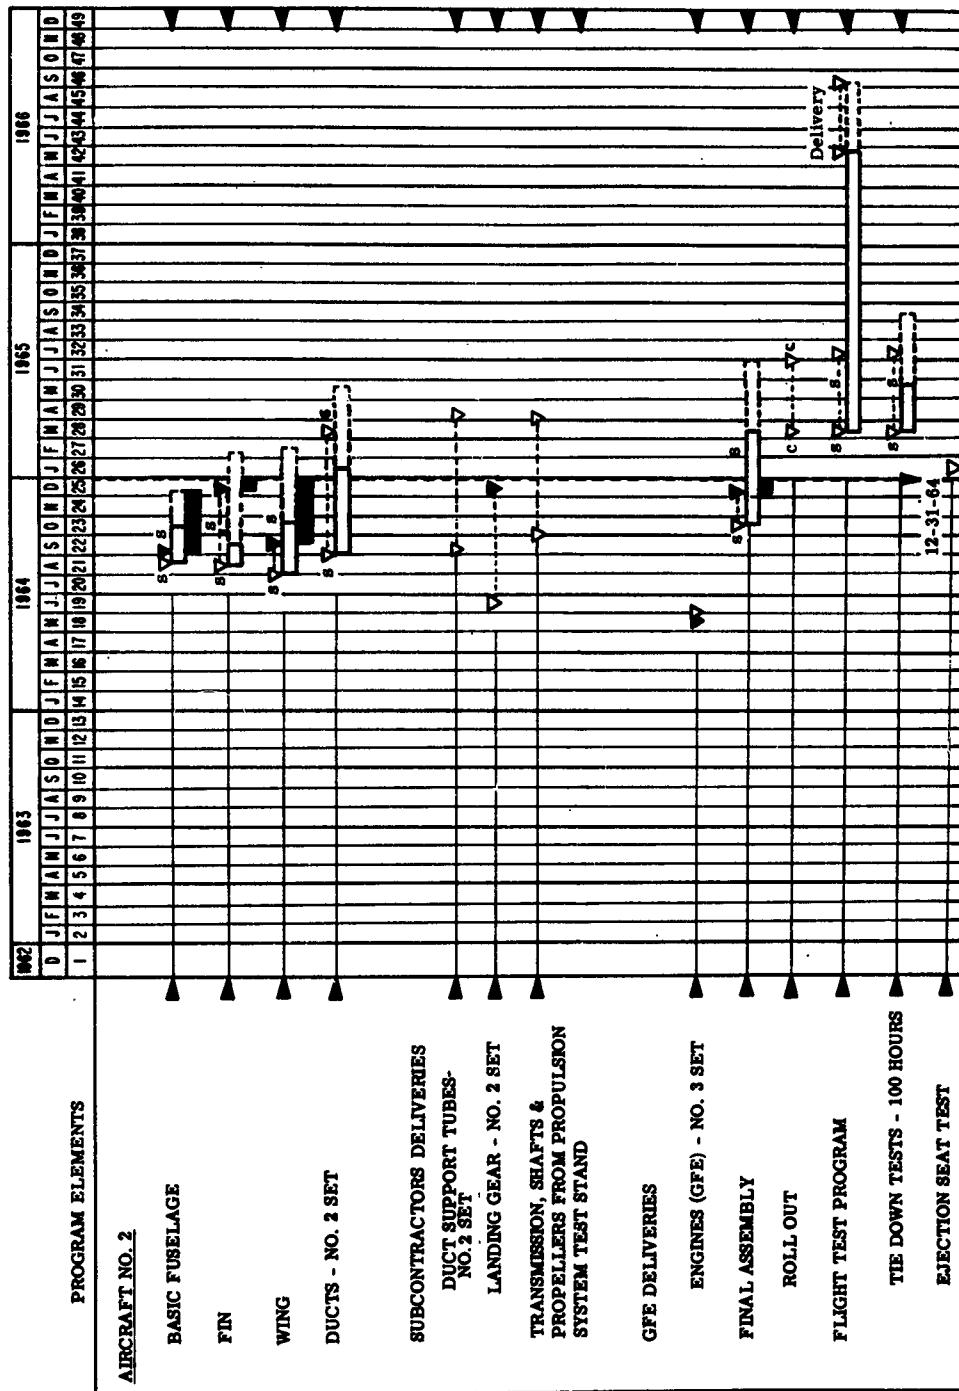 PROGRAM ELEMENTS
1962 1963 1964 1965 1966
D J F M A M J J A S O N D J F M A M J J A S O N D J F M A M J J A S O N D J F M A M J J A S O N D
1 2 3 4 5 6 7 8 9 10 11 12 13 14 15 16 17 18 19 20 21 22 23 24 25 26 27 28 29 30 31 32 33 34 35 36 37 38 39 40 41 42 43 44 45 46 47 48 49
AIRCRAFT NO. 2
BASIC FUSELAGE
S S
FIN
S S
WING
S S
DUCTS - NO. 2 SET
S S
SUBCONTRACTORS DELIVERIES
DUCT SUPPORT TUBES-
NO. 2 SET
LANDING GEAR - NO. 2 SET
TRANSMISSION, SHAFTS &
PROPELLERS FROM PROPULSION
SYSTEM TEST STAND
GFE DELIVERIES
ENGINES (GFE) - NO. 3 SET
FINAL ASSEMBLY
S S
ROLL OUT
C C
FLIGHT TEST PROGRAM
S S Delivery
TIE DOWN TESTS - 100 HOURS
S S
EJECTION SEAT TEST
12-31-64